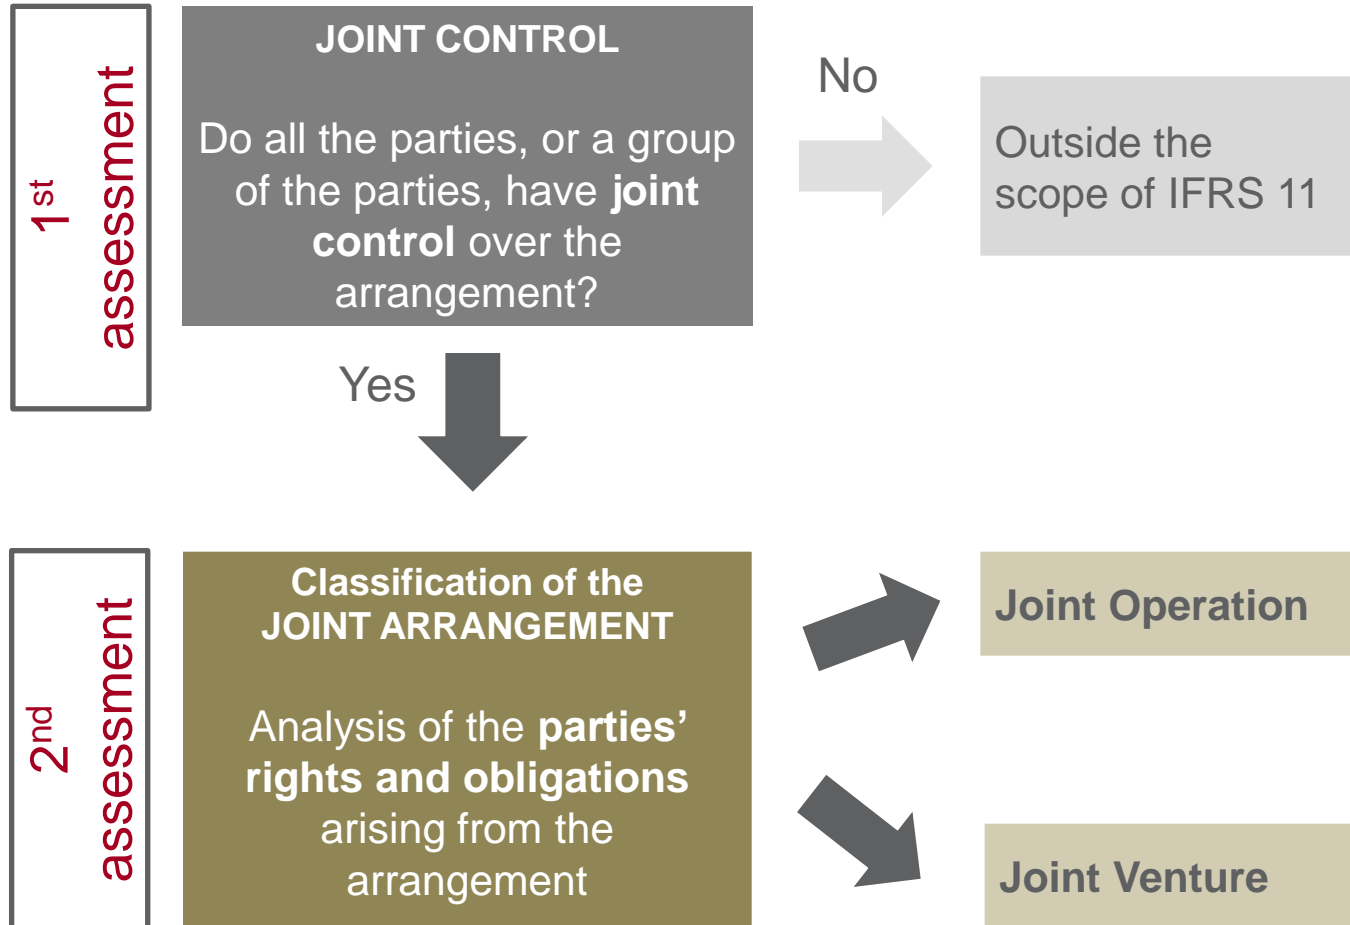 1st
assessment
JOINT CONTROL
Do all the parties, or a group
of the parties, have joint
control over the
arrangement?
No
Outside the
scope of IFRS 11
Yes
2nd
assessment
Classification of the
JOINT ARRANGEMENT
Analysis of the parties’
rights and obligations
arising from the
arrangement
Joint Operation
Joint Venture